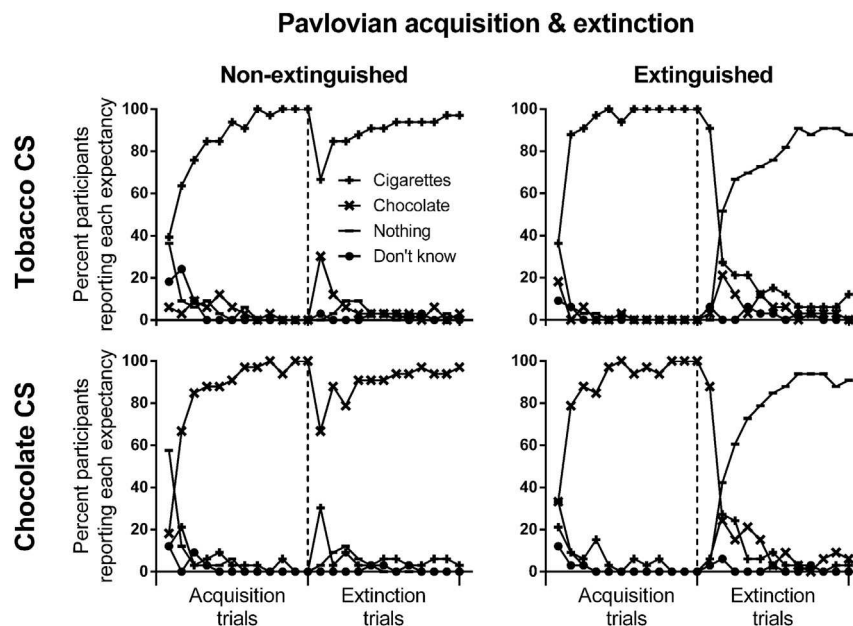 Pavlovian acquisition & extinction
Non-extinguished
Extinguished
Tobacco CS
Percent participants
reporting each expectancy
100
80
60
40
20
0
Cigarettes
Chocolate
Nothing
Don't know
100
80
60
40
20
0
Chocolate CS
Percent participants
reporting each expectancy
100
80
60
40
20
0
Acquisition
trials
Extinction
trials
100
80
60
40
20
0
Acquisition
trials
Extinction
trials